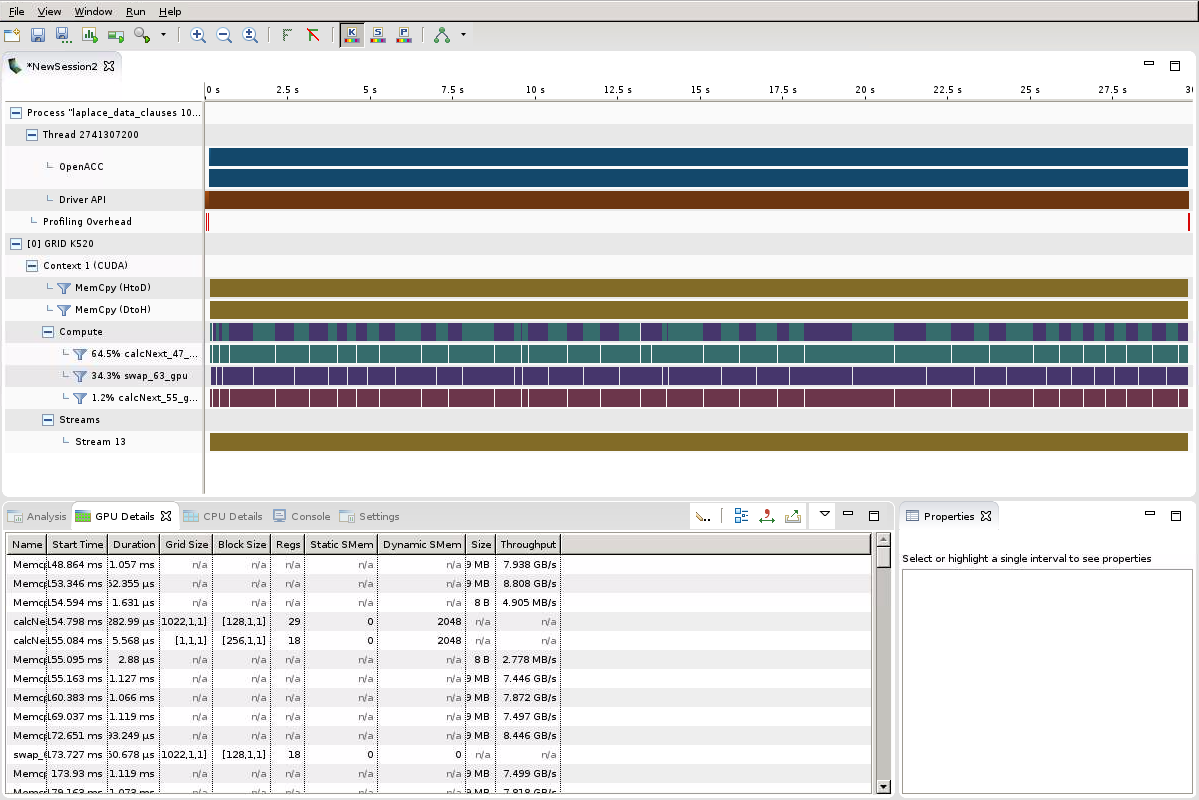 File View Window Run Help
K S P
*NewSession2
0 s 2.5 s 5 s 7.5 s 10 s 12.5 s 15 s 17.5 s 20 s 22.5 s 25 s 27.5 s 30
Process "laplace_data_clauses 10...
Thread 2741307200
OpenACC
Driver API
Profiling Overhead
[0] GRID K520
Context 1 (CUDA)
MemCpy (HtoD)
MemCpy (DtoH)
Compute
64.5% calcNext_47_...
34.3% swap_63_gpu
1.2% calcNext_55_g...
Streams
Stream 13
Analysis GPU Details CPU Details Console Settings
Properties
Name Start Time Duration Grid Size Block Size Regs Static SMem Dynamic SMem Size Throughput
Select or highlight a single interval to see properties
Memc 148.864 ms 1.057 ms n/a n/a n/a n/a n/a 9 MB 7.938 GB/s
Memc 153.346 ms 52.355 µs n/a n/a n/a n/a n/a 9 MB 8.808 GB/s
Memc 154.594 ms 1.631 µs n/a n/a n/a n/a n/a 8 B 4.905 MB/s
calcNe 154.798 ms 282.99 µs 1022,1,1] [128,1,1] 29 0 2048 n/a n/a
calcNe 155.084 ms 5.568 µs [1,1,1] [256,1,1] 18 0 2048 n/a n/a
Memc 155.095 ms 2.88 µs n/a n/a n/a n/a n/a 8 B 2.778 MB/s
Memc 155.163 ms 1.127 ms n/a n/a n/a n/a n/a 9 MB 7.446 GB/s
Memc 160.383 ms 1.066 ms n/a n/a n/a n/a n/a 9 MB 7.872 GB/s
Memc 169.037 ms 1.119 ms n/a n/a n/a n/a n/a 9 MB 7.497 GB/s
Memc 172.651 ms 93.249 µs n/a n/a n/a n/a n/a 9 MB 8.446 GB/s
swap_6 173.727 ms 50.678 µs 1022,1,1] [128,1,1] 18 0 0 n/a n/a
Memc 173.93 ms 1.119 ms n/a n/a n/a n/a n/a 9 MB 7.499 GB/s
Memc 179.163 ms 1.073 ms n/a n/a n/a n/a n/a 9 MB 7.818 GB/s